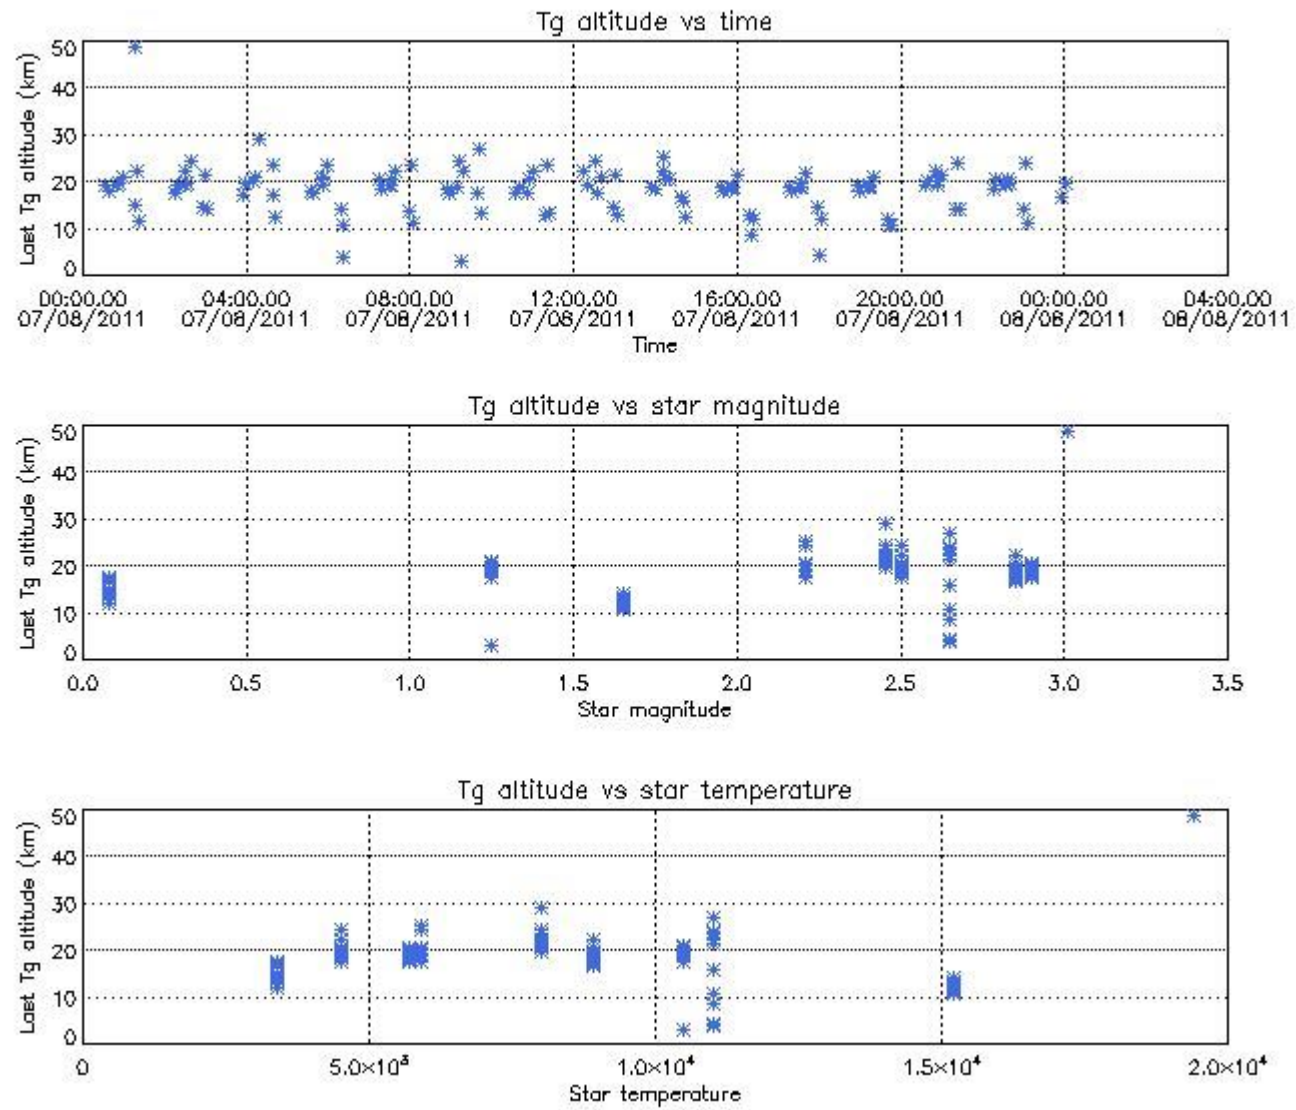 Tg altitude vs time
Last Tg altitude (km)
50
40
30
20
10
0
00:00.00 04:00.00 08:00.00 12:00.00 16:00.00 20:00.00 00:00.00 04:00.00
07/08/2011 07/08/2011 07/08/2011 07/08/2011 07/08/2011 07/08/2011 08/08/2011 08/08/2011
Time
Tg altitude vs star magnitude
Last Tg altitude (km)
50
40
30
20
10
0
0.0 0.5 1.0 1.5 2.0 2.5 3.0 3.5
Star magnitude
Tg altitude vs star temperature
Last Tg altitude (km)
50
40
30
20
10
0
0 5.0×10³ 1.0×10⁴ 1.5×10⁴ 2.0×10⁴
Star temperature